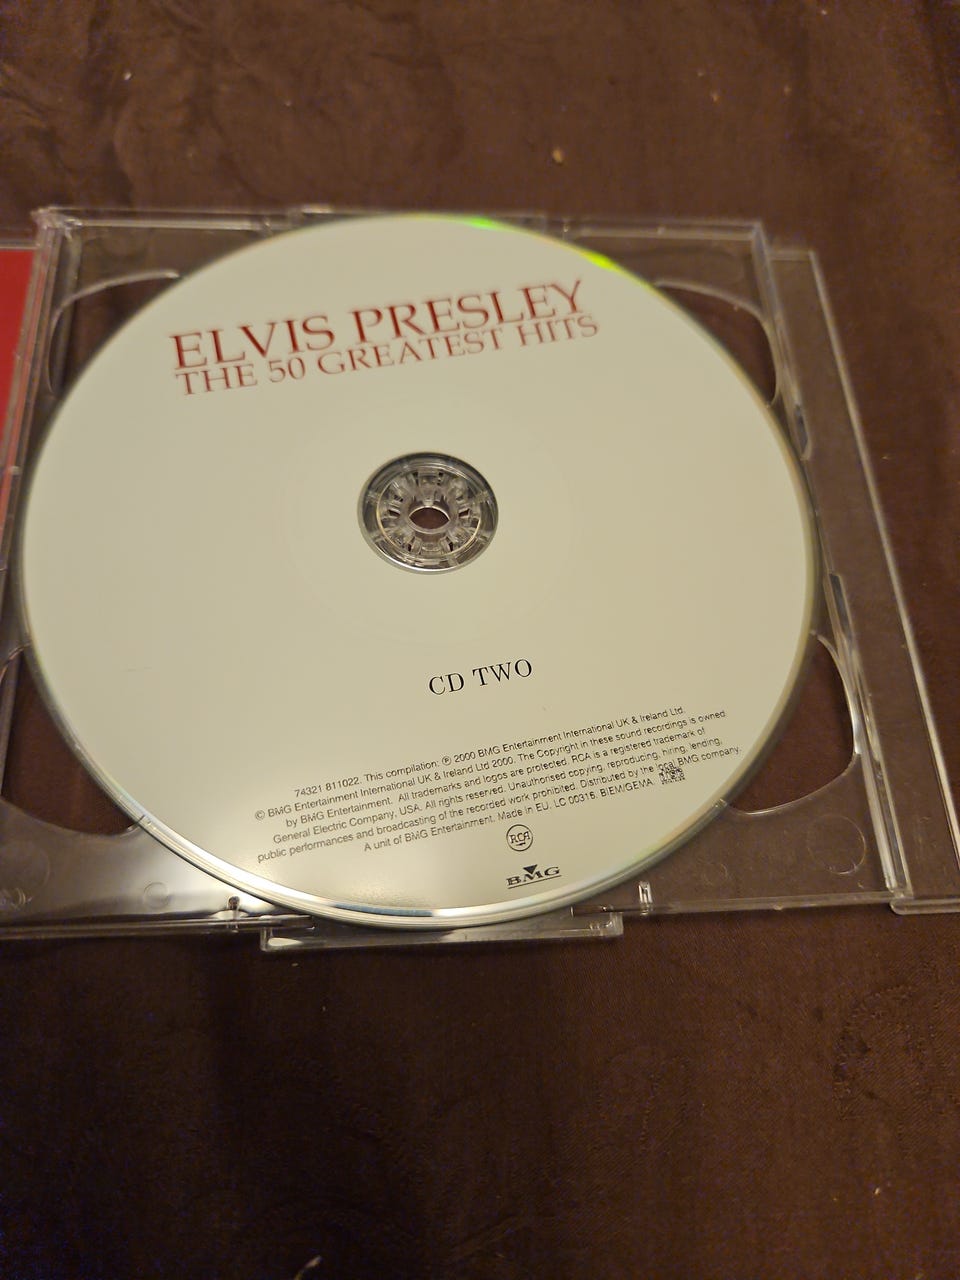 ELVIS PRESLEY
THE 50 GREATEST HITS
CD TWO
74321 811022. This compilation: ℗ 2000 BMG Entertainment International UK & Ireland Ltd.
© BMG Entertainment International UK & Ireland Ltd 2000. The Copyright in these sound recordings is owned
by BMG Entertainment. All trademarks and logos are protected. RCA is a registered trademark of
General Electric Company, USA. All rights reserved. Unauthorised copying, reproducing, hiring, lending,
public performances and broadcasting of the recorded work prohibited. Distributed by the local BMG company.
A unit of BMG Entertainment. Made in EU. LC 00316. BIEM/GEMA.
RCA
BMG